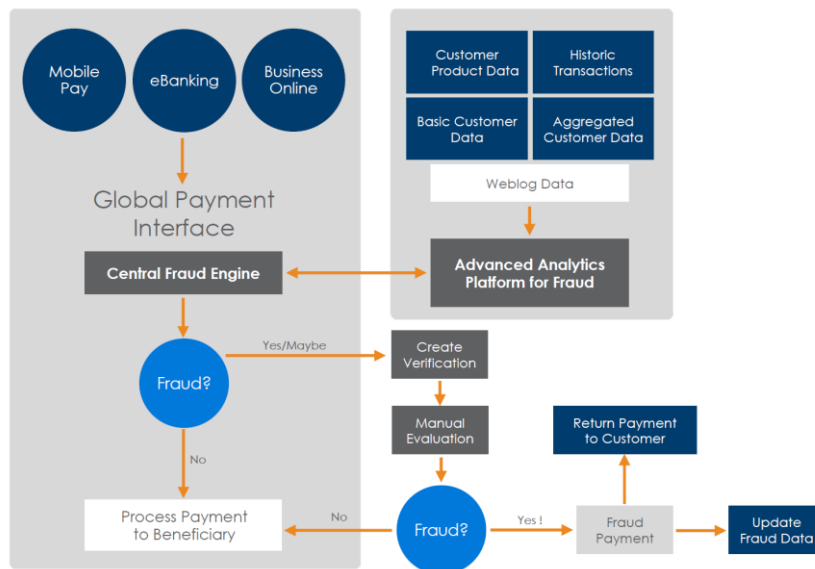 Mobile
Pay
eBanking
Business
Online
Customer
Product Data
Historic
Transactions
Basic Customer
Data
Aggregated
Customer Data
Weblog Data
Global Payment
Interface
Central Fraud Engine
Advanced Analytics
Platform for Fraud
Fraud?
Yes/Maybe
Create
Verification
Manual
Evaluation
Return Payment
to Customer
No
Process Payment
to Beneficiary
No
Fraud?
Yes !
Fraud
Payment
Update
Fraud Data